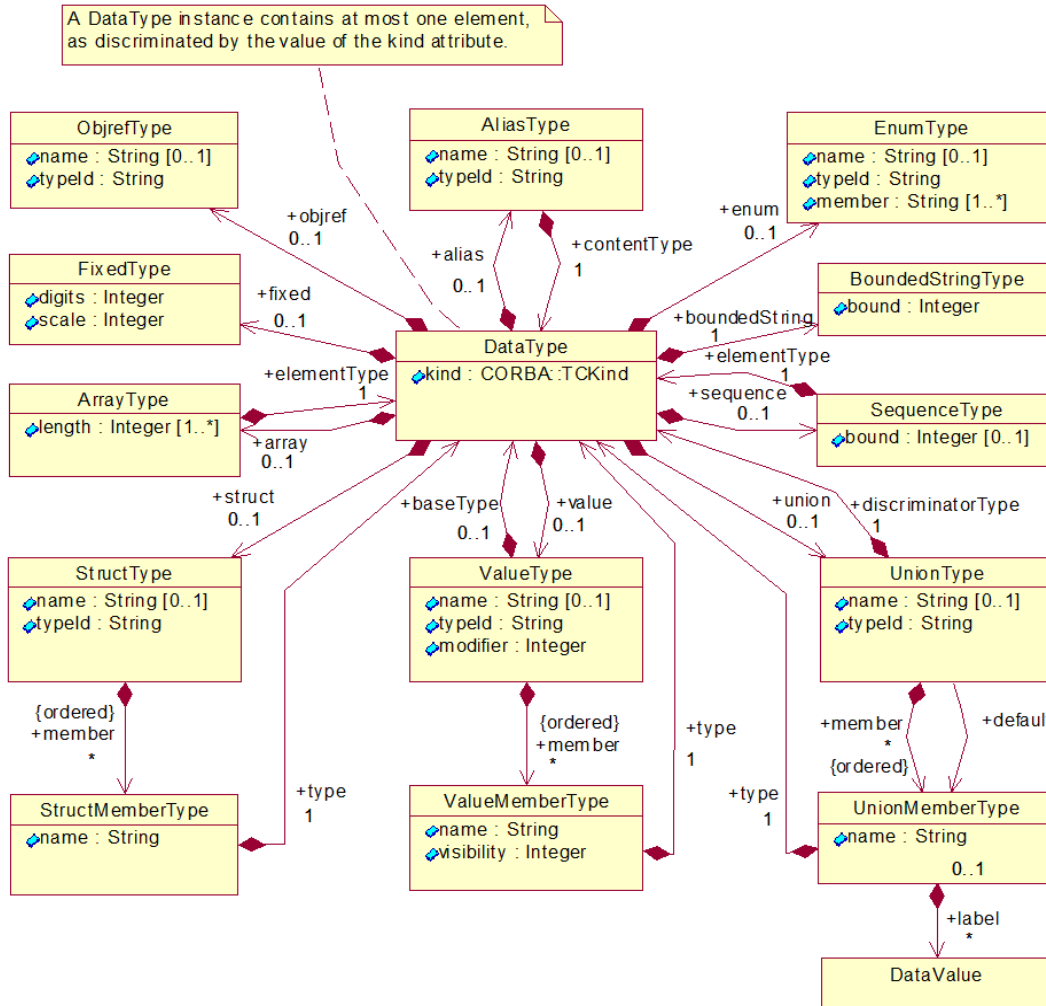 A DataType instance contains at most one element,
as discriminated by the value of the kind attribute.
ObjrefType
name : String [0..1]
typeId : String
AliasType
name : String [0..1]
typeId : String
EnumType
name : String [0..1]
typeId : String
member : String [1..*]
+objref
0..1
+alias
0..1
+contentType
1
+enum
0..1
FixedType
digits : Integer
scale : Integer
+fixed
0..1
BoundedStringType
bound : Integer
+boundedString
1
DataType
kind : CORBA::TCKind
+elementType
1
+elementType
1
ArrayType
length : Integer [1..*]
+array
0..1
+sequence
0..1
SequenceType
bound : Integer [0..1]
+struct
0..1
+baseType
0..1
+value
0..1
+union
0..1
+discriminatorType
1
StructType
name : String [0..1]
typeId : String
ValueType
name : String [0..1]
typeId : String
modifier : Integer
UnionType
name : String [0..1]
typeId : String
{ordered}
+member
*
{ordered}
+member
*
+type
1
+member
*
{ordered}
+default
+type
1
+type
1
StructMemberType
name : String
ValueMemberType
name : String
visibility : Integer
UnionMemberType
name : String
0..1
+label
*
DataValue